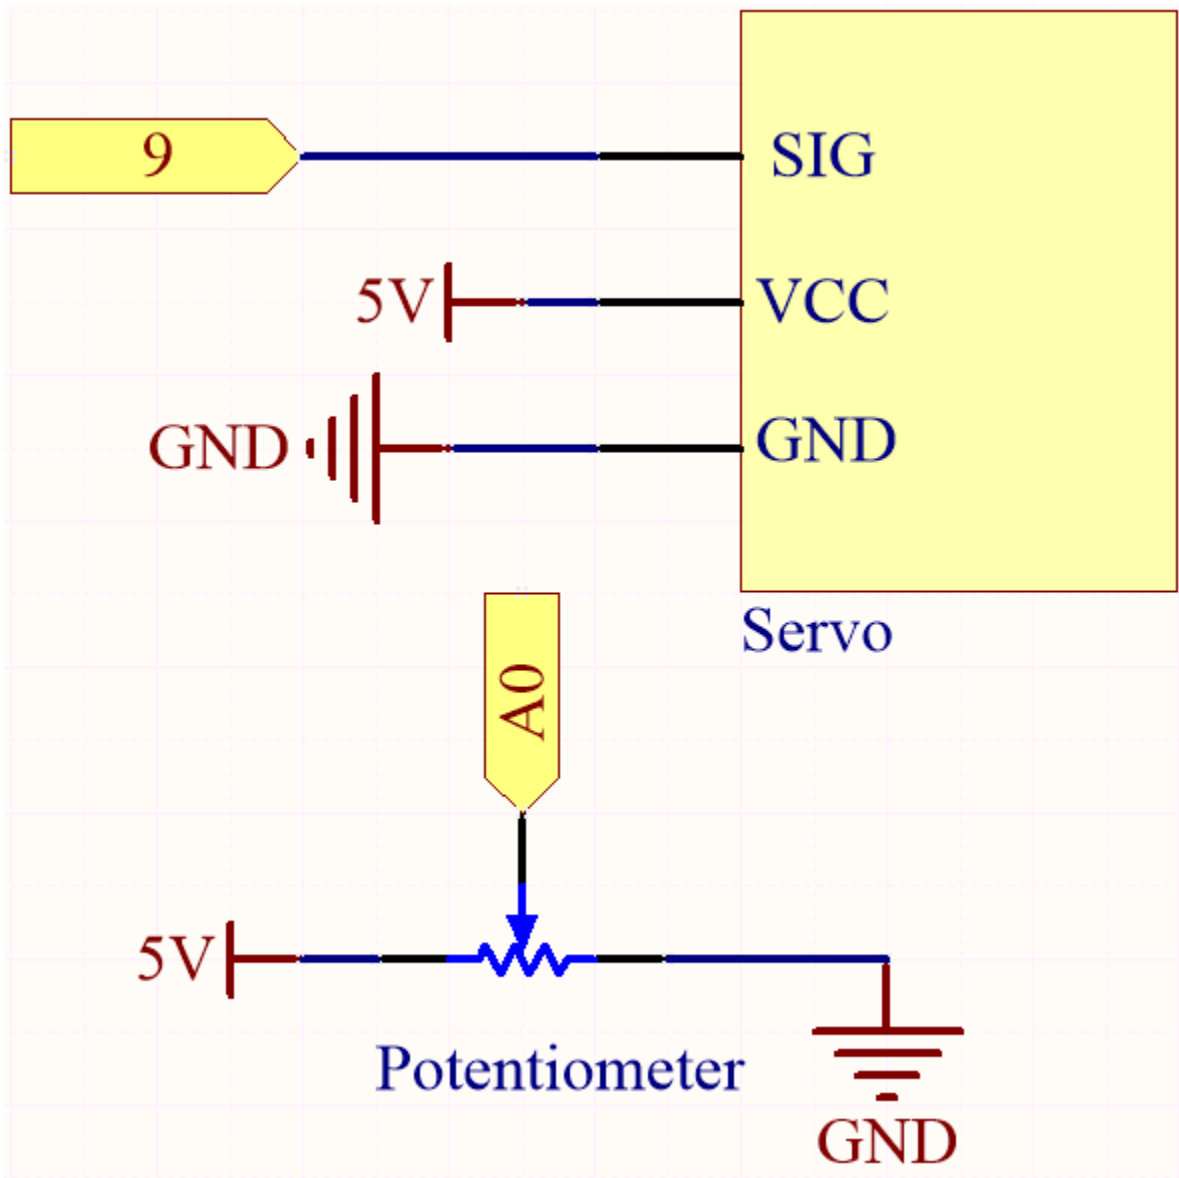 9
SIG
5V
VCC
GND
GND
Servo
A0
5V
Potentiometer
GND